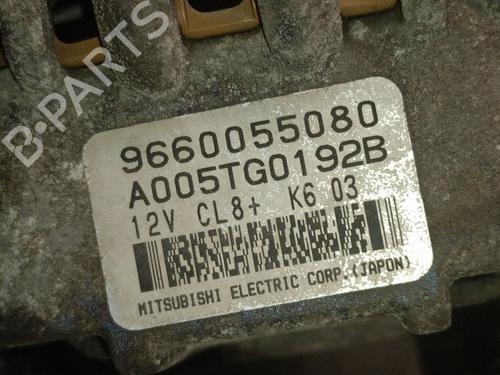 B-PARTS
9660055080
A005TG0192B
12V CL8+ K6 03
MITSUBISHI ELECTRIC CORP.(JAPON)